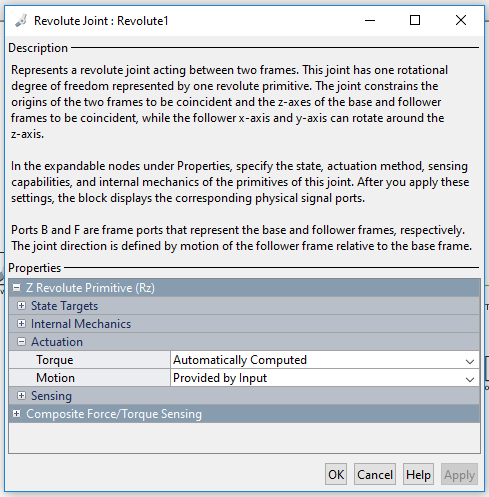 Revolute Joint : Revolute1
Description
Represents a revolute joint acting between two frames. This joint has one rotational
degree of freedom represented by one revolute primitive. The joint constrains the
origins of the two frames to be coincident and the z-axes of the base and follower
frames to be coincident, while the follower x-axis and y-axis can rotate around the
z-axis.
In the expandable nodes under Properties, specify the state, actuation method, sensing
capabilities, and internal mechanics of the primitives of this joint. After you apply these
settings, the block displays the corresponding physical signal ports.
Ports B and F are frame ports that represent the base and follower frames, respectively.
The joint direction is defined by motion of the follower frame relative to the base frame.
Properties
Z Revolute Primitive (Rz)
State Targets
Internal Mechanics
Actuation
Torque Automatically Computed
Motion Provided by Input
Sensing
Composite Force/Torque Sensing
OK Cancel Help Apply